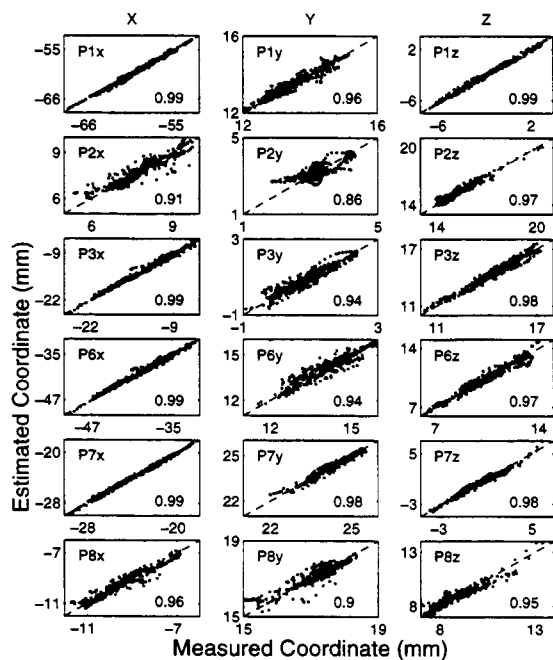 X Y Z
−55 P1x −66 0.99 −66 −55
16 P1y 12 0.96 12 16
2 P1z −6 0.99 −6 2
9 P2x 6 0.91 6 9
5 P2y 1 0.86 1 5
20 P2z 14 0.97 14 20
−9 P3x −22 0.99 −22 −9
3 P3y −1 0.94 −1 3
17 P3z 11 0.98 11 17
−35 P6x −47 0.99 −47 −35
15 P6y 12 0.94 12 15
14 P6z 7 0.97 7 14
−20 P7x −28 0.99 −28 −20
25 P7y 22 0.98 22 25
5 P7z −3 0.98 −3 5
−7 P8x −11 0.96 −11 −7
19 P8y 15 0.9 15 19
13 P8z 8 0.95 8 13
Estimated Coordinate (mm)
Measured Coordinate (mm)